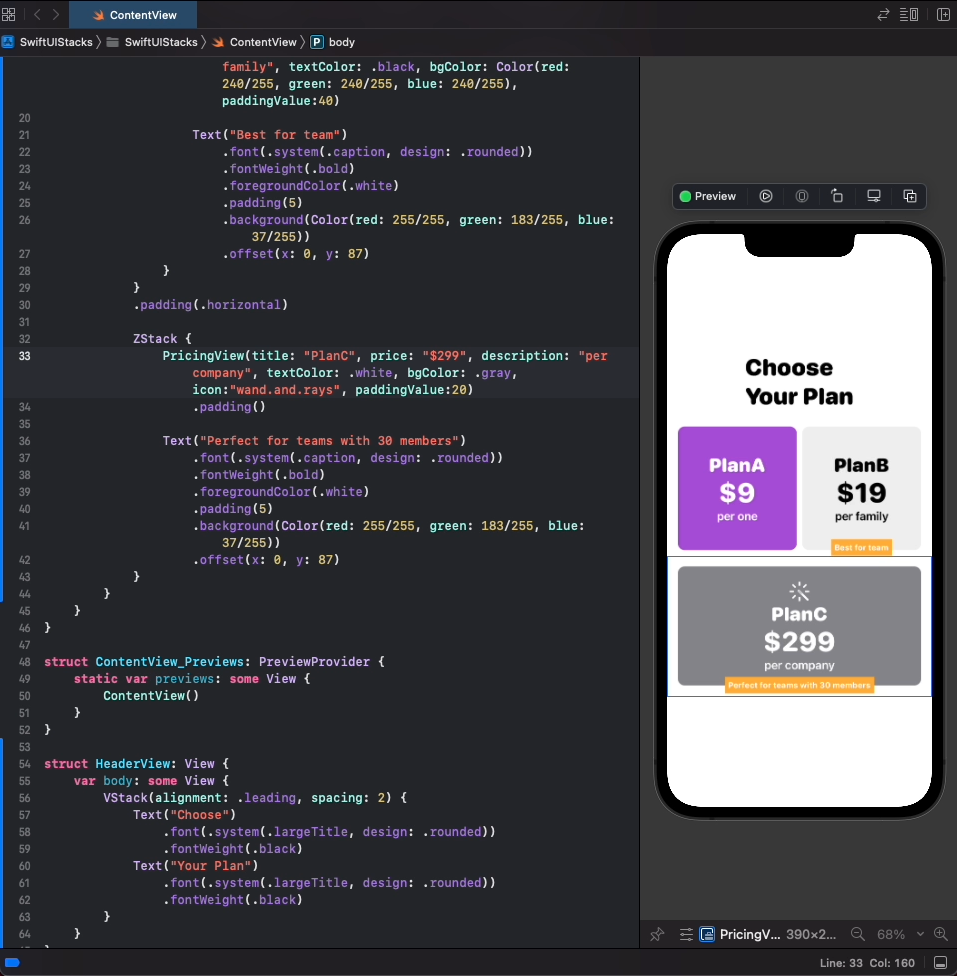 ContentView
SwiftUIStacks 〉 SwiftUIStacks 〉 ContentView 〉 P body
family", textColor: .black, bgColor: Color(red:
240/255, green: 240/255, blue: 240/255),
paddingValue:40)
20
21 Text("Best for team")
22 .font(.system(.caption, design: .rounded))
23 .fontWeight(.bold)
24 .foregroundColor(.white)
25 .padding(5)
26 .background(Color(red: 255/255, green: 183/255, blue:
37/255))
27 .offset(x: 0, y: 87)
28 }
29 }
30 .padding(.horizontal)
31
32 ZStack {
33 PricingView(title: "PlanC", price: "$299", description: "per
company", textColor: .white, bgColor: .gray,
icon:"wand.and.rays", paddingValue:20)
34 .padding()
35
36 Text("Perfect for teams with 30 members")
37 .font(.system(.caption, design: .rounded))
38 .fontWeight(.bold)
39 .foregroundColor(.white)
40 .padding(5)
41 .background(Color(red: 255/255, green: 183/255, blue:
37/255))
42 .offset(x: 0, y: 87)
43 }
44 }
45 }
46 }
47
48 struct ContentView_Previews: PreviewProvider {
49 static var previews: some View {
50 ContentView()
51 }
52 }
53
54 struct HeaderView: View {
55 var body: some View {
56 VStack(alignment: .leading, spacing: 2) {
57 Text("Choose")
58 .font(.system(.largeTitle, design: .rounded))
59 .fontWeight(.black)
60 Text("Your Plan")
61 .font(.system(.largeTitle, design: .rounded))
62 .fontWeight(.black)
63 }
64 }
Preview
Choose
Your Plan
PlanA
$9
per one
PlanB
$19
per family
Best for team
PlanC
$299
per company
Perfect for teams with 30 members
PricingV... 390×2... 68%
Line: 33 Col: 160